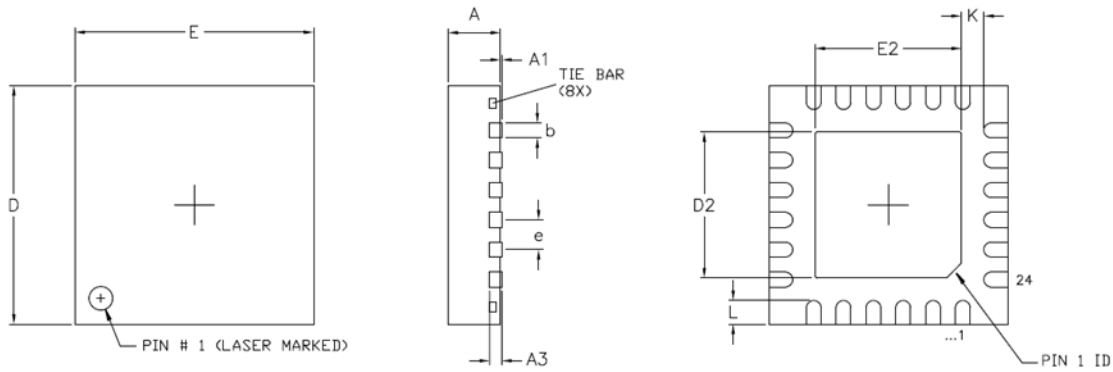 E
D
PIN # 1 (LASER MARKED)
A
A1
TIE BAR
(8X)
b
e
A3
K
E2
D2
L
24
...1
PIN 1 ID